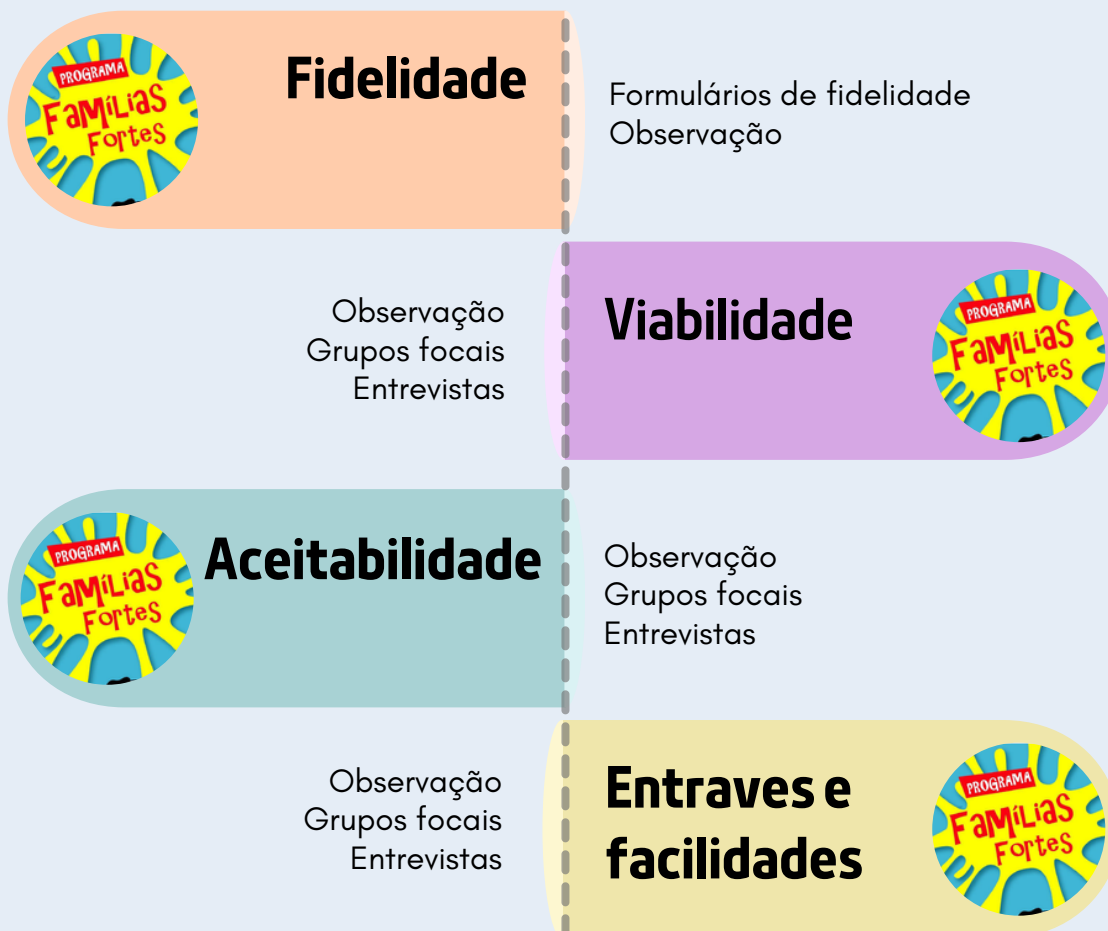 PROGRAMA
FAMÍLIAS
FORTES
Fidelidade
Formulários de fidelidade
Observação
Observação
Grupos focais
Entrevistas
Viabilidade
PROGRAMA
FAMÍLIAS
FORTES
PROGRAMA
FAMÍLIAS
FORTES
Aceitabilidade
Observação
Grupos focais
Entrevistas
Observação
Grupos focais
Entrevistas
Entraves e
facilidades
PROGRAMA
FAMÍLIAS
FORTES